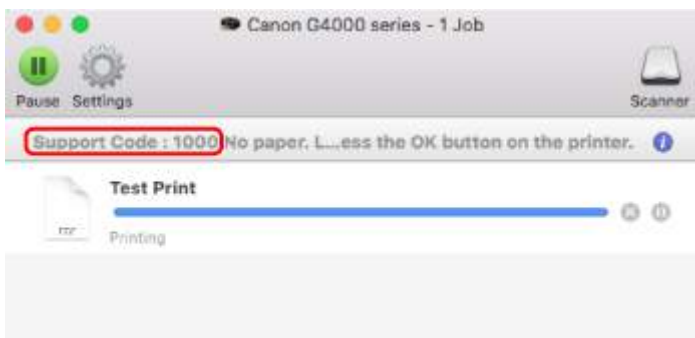 Canon G4000 series - 1 Job
Pause Settings
Scanner
Support Code : 1000 No paper. L...ess the OK button on the printer.
Test Print
Printing